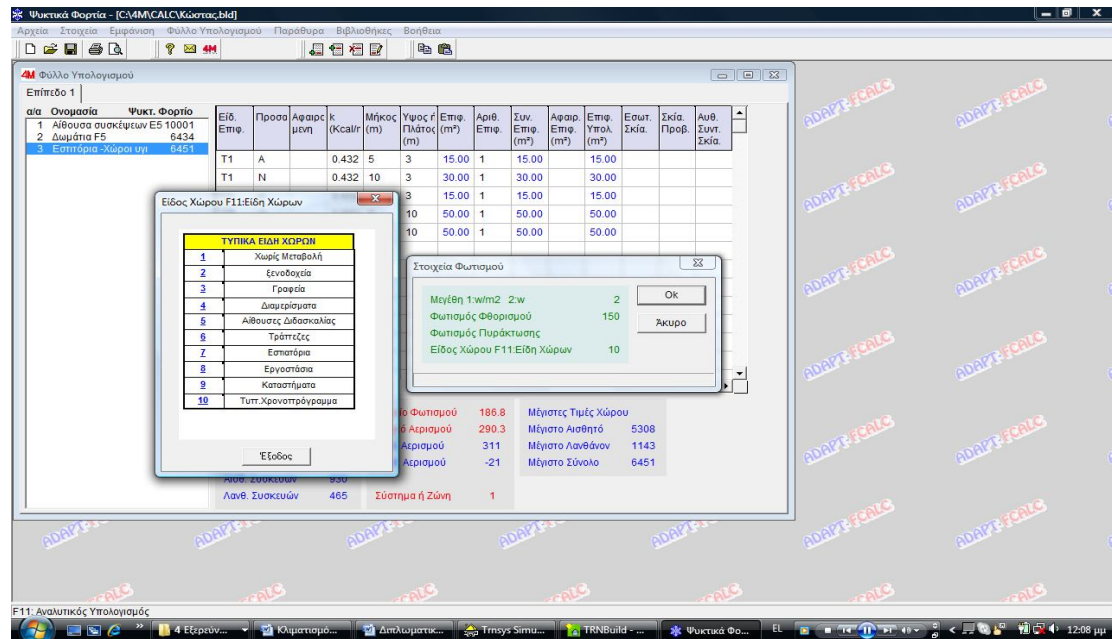 Ψυκτικά Φορτία - [C:\4M\CALC\Κώστας.bld]
Αρχεία Στοιχεία Εμφάνιση Φύλλο Υπολογισμού Παράθυρα Βιβλιοθήκες Βοήθεια
4M Φύλλο Υπολογισμού
Επίπεδο 1
α/α Ονομασία Ψυκτ. Φορτίο
1 Αίθουσα συσκέψεων E5 10001
2 Δωμάτια F5 6434
3 Εστιτόρια -Χώροι υγι 6451
Είδ. Επιφ. Προσα Αφαιρε μενη k (Kcal/r Μήκος (m) Υψος ή Πλάτος (m) Επιφ. (m²) Αριθ. Επιφ. Συν. Επιφ. (m²) Αφαιρ. Επιφ. (m²) Επιφ. Υπολ. (m²) Εσωτ. Σκία. Σκία. Προβ. Αυθ. Συντ. Σκία.
T1 A 0.432 5 3 15.00 1 15.00 15.00
T1 N 0.432 10 3 30.00 1 30.00 30.00
3 15.00 1 15.00 15.00
10 50.00 1 50.00 50.00
10 50.00 1 50.00 50.00
Είδος Χώρου F11:Είδη Χώρων
ΤΥΠΙΚΑ ΕΙΔΗ ΧΩΡΩΝ
1 Χωρίς Μεταβολή
2 ξενοδοχεία
3 Γραφεία
4 Διαμερίσματα
5 Αίθουσες Διδασκαλίας
6 Τράπεζες
7 Εσπατόρια
8 Εργοστάσια
9 Καταστήματα
10 Τυπ.Χρονοπρόγραμμα
Έξοδος
Στοιχεία Φωτισμού
Μεγέθη 1:w/m2 2:w 2
Φωτισμός Φθορισμού 150
Φωτισμός Πυράκτωσης
Είδος Χώρου F11:Είδη Χώρων 10
Ok
Άκυρο
Φωτισμού 186.8
Αερισμού 290.3
Αερισμού 311
Αερισμού -21
Μέγιστες Τιμές Χώρου
Μέγιστο Αισθητό 5308
Μέγιστο Λανθάνον 1143
Μέγιστο Σύνολο 6451
Αισθ. Συσκευών 930
Λανθ. Συσκευών 465
Σύστημα ή Ζώνη 1
ADAPT-FCALC
F11: Αναλυτικός Υπολογισμός
4 Εξερεύν... Κλιματισμό... Διπλωματικ... Trnsys Simu... TRNBuild - ... Ψυκτικά Φο... EL 12:08 μμ